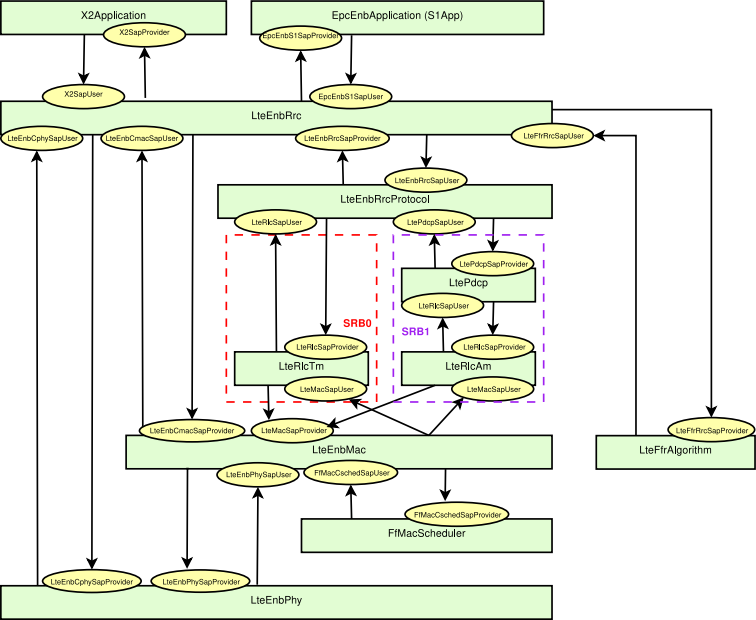 X2Application
EpcEnbApplication (S1App)
X2SapProvider
EpcEnbS1SapProvider
X2SapUser
EpcEnbS1SapUser
LteEnbRrc
LteEnbCphySapUser
LteEnbCmacSapUser
LteEnbRrcSapProvider
LteFfrRrcSapUser
LteEnbRrcSapUser
LteEnbRrcProtocol
LteRlcSapUser
LtePdcpSapUser
LtePdcpSapProvider
LtePdcp
LteRlcSapUser
SRB0
SRB1
LteRlcSapProvider
LteRlcSapProvider
LteRlcTm
LteRlcAm
LteMacSapUser
LteMacSapUser
LteEnbCmacSapProvider
LteMacSapProvider
LteFfrRrcSapProvider
LteEnbMac
LteFfrAlgorithm
LteEnbPhySapUser
FfMacCschedSapUser
FfMacCschedSapProvider
FfMacScheduler
LteEnbCphySapProvider
LteEnbPhySapProvider
LteEnbPhy